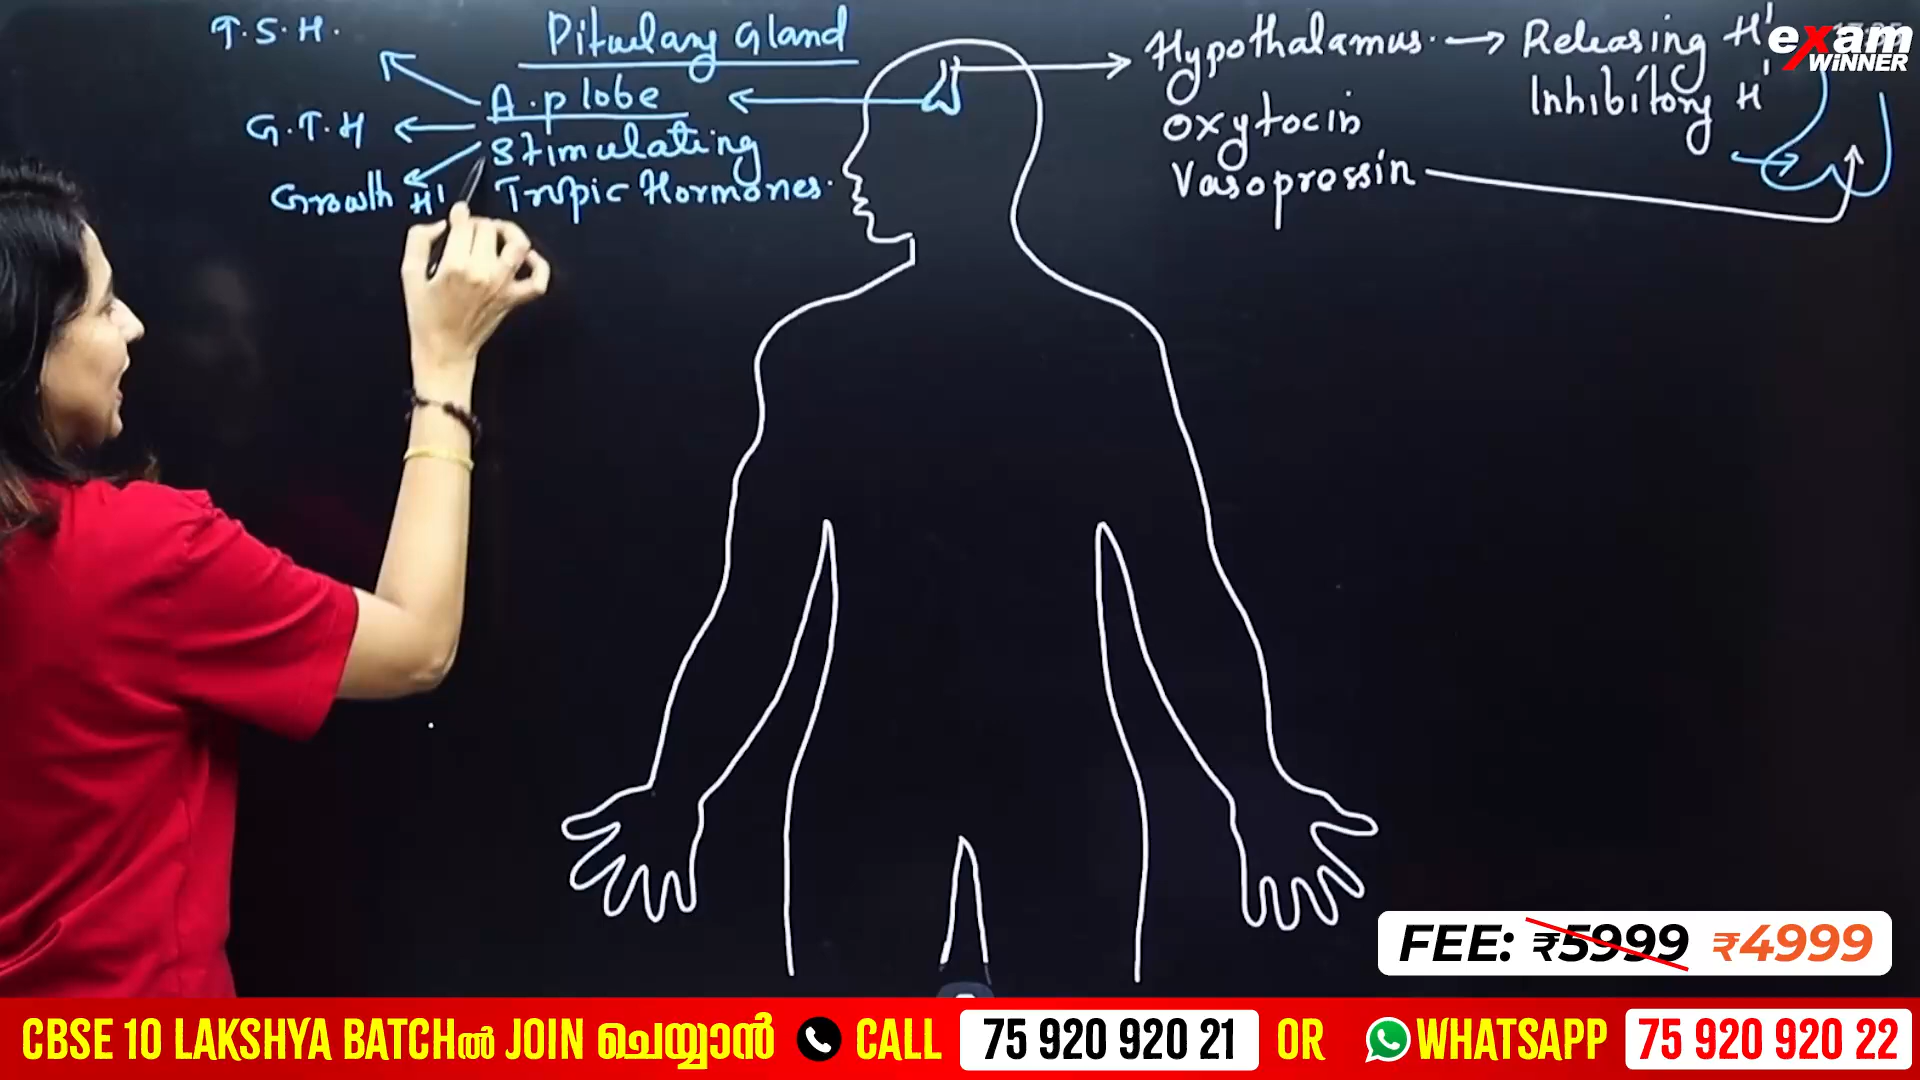 T.S.H.
Pituitary Gland
A.p lobe
G.T.H
Stimulating
Growth H'
Tropic Hormones.
Hypothalamus. → Releasing H'
Inhibitory H'
Oxytocin
Vasopressin
exam
WiNNER
FEE: ₹5999 ₹4999
CBSE 10 LAKSHYA BATCHൽ JOIN ചെയ്യാൻ CALL 75 920 920 21 OR WHATSAPP 75 920 920 22